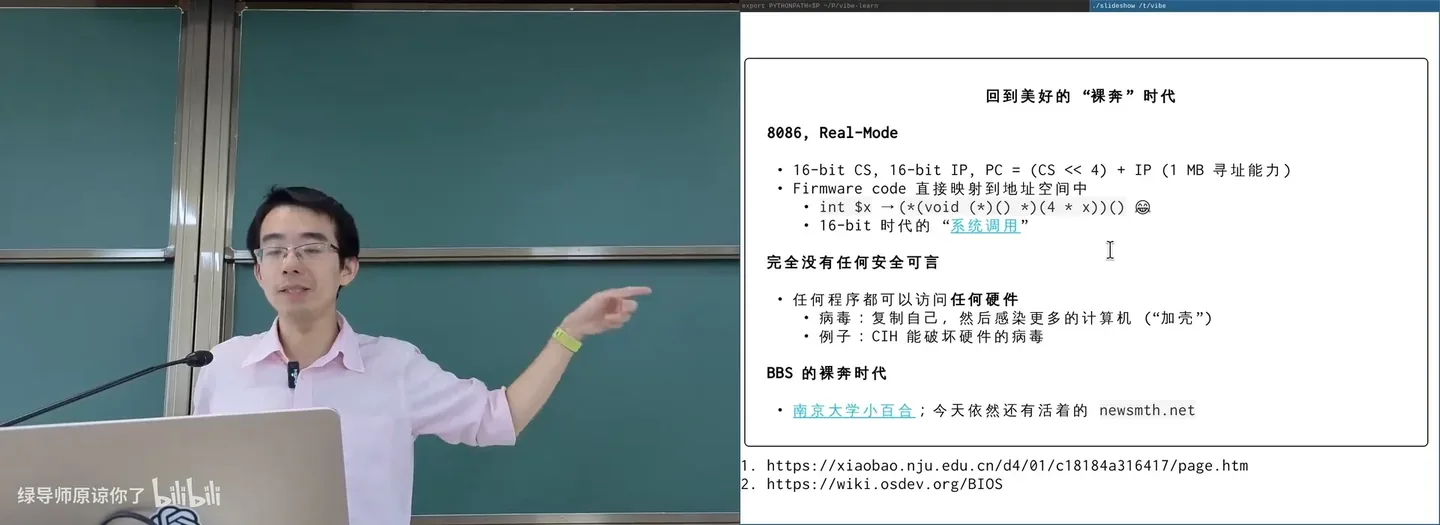 export PYTHONPATH=$P ~/P/vibe-learn
./slideshow /t/vibe
回到美好的 “裸奔” 时代
8086, Real-Mode
• 16-bit CS, 16-bit IP, PC = (CS << 4) + IP (1 MB 寻址能力)
• Firmware code 直接映射到地址空间中
• int $x → (*(void (*)() *)(4 * x))() 😂
• 16-bit 时代的 “系统调用”
完全没有任何安全可言
• 任何程序都可以访问任何硬件
• 病毒：复制自己，然后感染更多的计算机 (“加壳”)
• 例子：CIH 能破坏硬件的病毒
BBS 的裸奔时代
• 南京大学小百合；今天依然还有活着的 newsmth.net
1. https://xiaobao.nju.edu.cn/d4/01/c18184a316417/page.htm
2. https://wiki.osdev.org/BIOS
绿导师原谅你了 bilibili